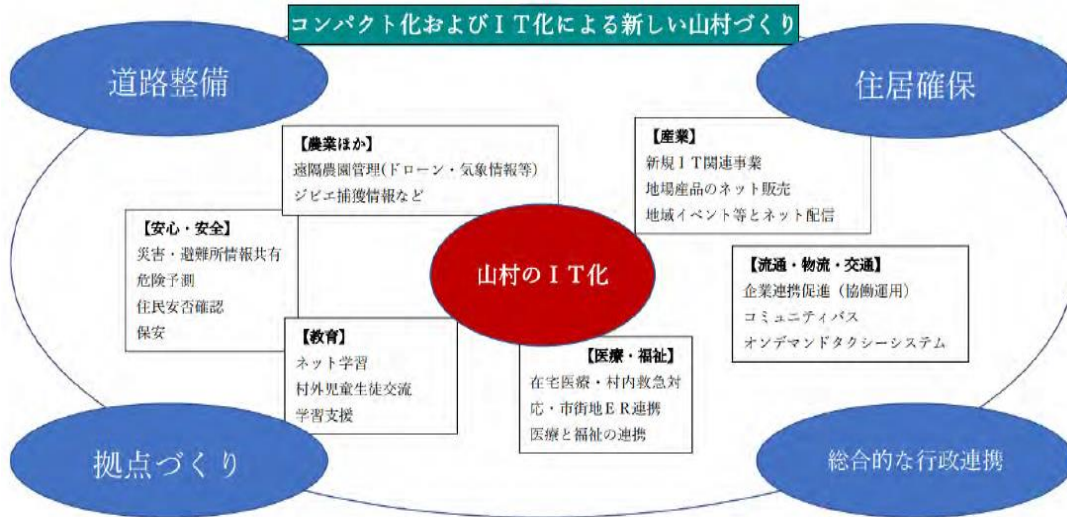 コンパクト化およびＩＴ化による新しい山村づくり
道路整備
住居確保
【農業ほか】
遠隔農園管理(ドローン・気象情報等)
ジビエ捕獲情報など
【産業】
新規ＩＴ関連事業
地場産品のネット販売
地域イベント等とネット配信
【安心・安全】
災害・避難所情報共有
危険予測
住民安否確認
保安
山村のＩＴ化
【流通・物流・交通】
企業連携促進（協働運用）
コミュニティバス
オンデマンドタクシーシステム
【教育】
ネット学習
村外児童生徒交流
学習支援
【医療・福祉】
在宅医療・村内救急対
応・市街地ＥＲ連携
医療と福祉の連携
拠点づくり
総合的な行政連携